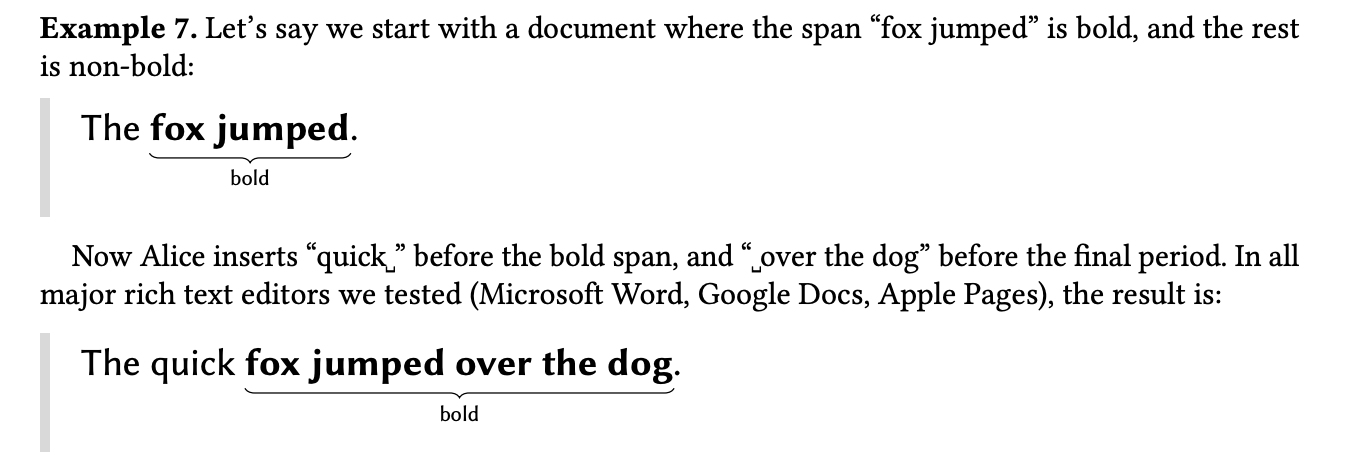 Example 7. Let’s say we start with a document where the span “fox jumped” is bold, and the rest
is non-bold:
The fox jumped.
bold
Now Alice inserts “quick␣” before the bold span, and “␣over the dog” before the final period. In all
major rich text editors we tested (Microsoft Word, Google Docs, Apple Pages), the result is:
The quick fox jumped over the dog.
bold